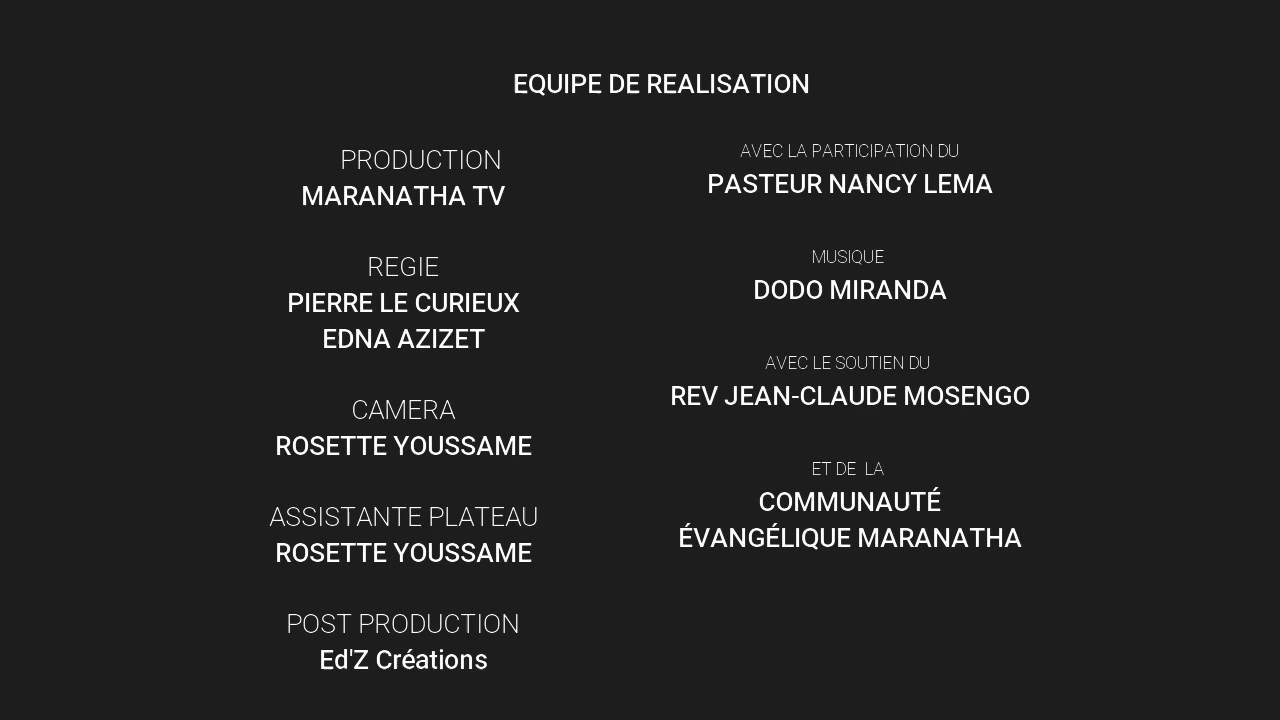 EQUIPE DE REALISATION
PRODUCTION
MARANATHA TV
REGIE
PIERRE LE CURIEUX
EDNA AZIZET
CAMERA
ROSETTE YOUSSAME
ASSISTANTE PLATEAU
ROSETTE YOUSSAME
POST PRODUCTION
Ed'Z Créations
AVEC LA PARTICIPATION DU
PASTEUR NANCY LEMA
MUSIQUE
DODO MIRANDA
AVEC LE SOUTIEN DU
REV JEAN-CLAUDE MOSENGO
ET DE LA
COMMUNAUTÉ
ÉVANGÉLIQUE MARANATHA